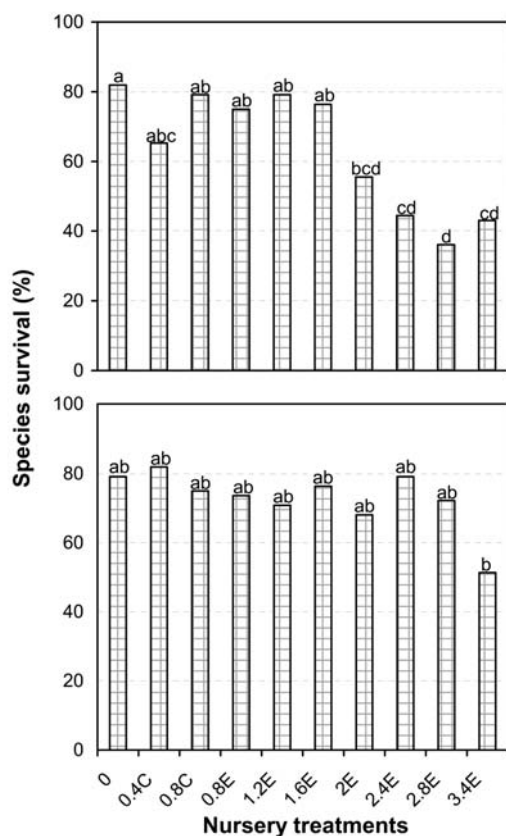 100
a
80
ab
ab
ab
ab
abc
60
bcd
cd
cd
40
d
20
0
Species survival (%)
100
ab
ab
ab
ab
ab
ab
ab
ab
ab
80
60
b
40
20
0
0
0.4C
0.8C
0.8E
1.2E
1.6E
2E
2.4E
2.8E
3.4E
Nursery treatments